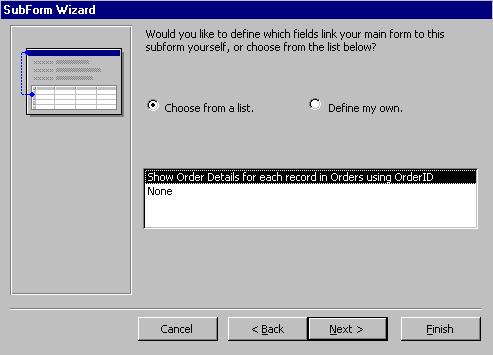 SubForm Wizard
Would you like to define which fields link your main form to this
subform yourself, or choose from the list below?
Choose from a list.
Define my own.
Show Order Details for each record in Orders using OrderID
None
Cancel
< Back
Next >
Finish